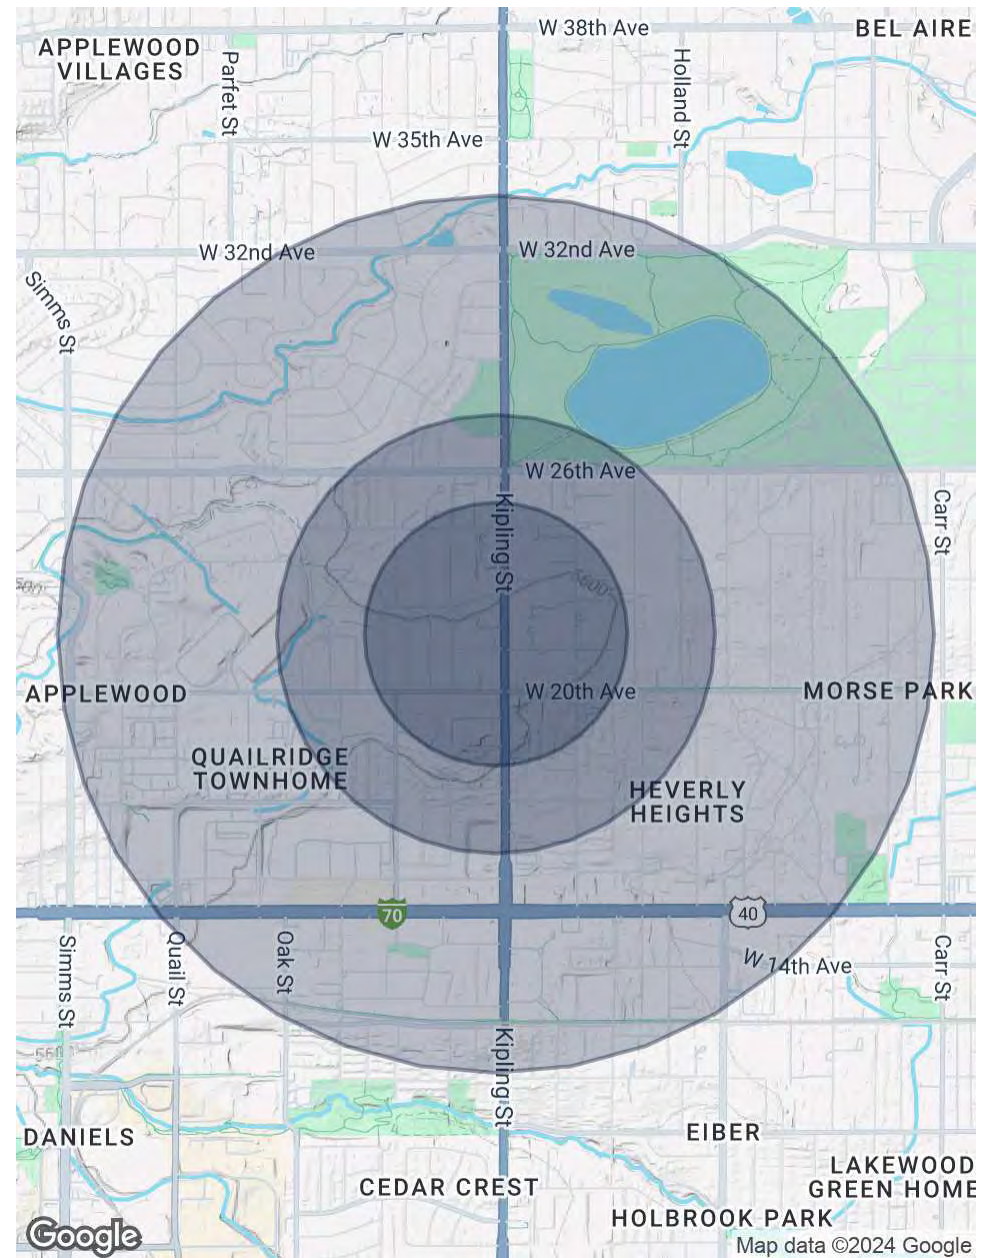 W 38th Ave
BEL AIRE
APPLEWOOD
VILLAGES
Parfet St
Holland St
W 35th Ave
W 32nd Ave
W 32nd Ave
Simms St
W 26th Ave
Kipling St
Carr St
5600
W 20th Ave
APPLEWOOD
MORSE PARK
QUAILRIDGE
TOWNHOME
HEVERLY
HEIGHTS
70
40
Simms St
Quail St
Oak St
W 14th Ave
Carr St
Kipling St
DANIELS
EIBER
CEDAR CREST
LAKEWOOD
GREEN HOME
HOLBROOK PARK
Google
Map data ©2024 Google